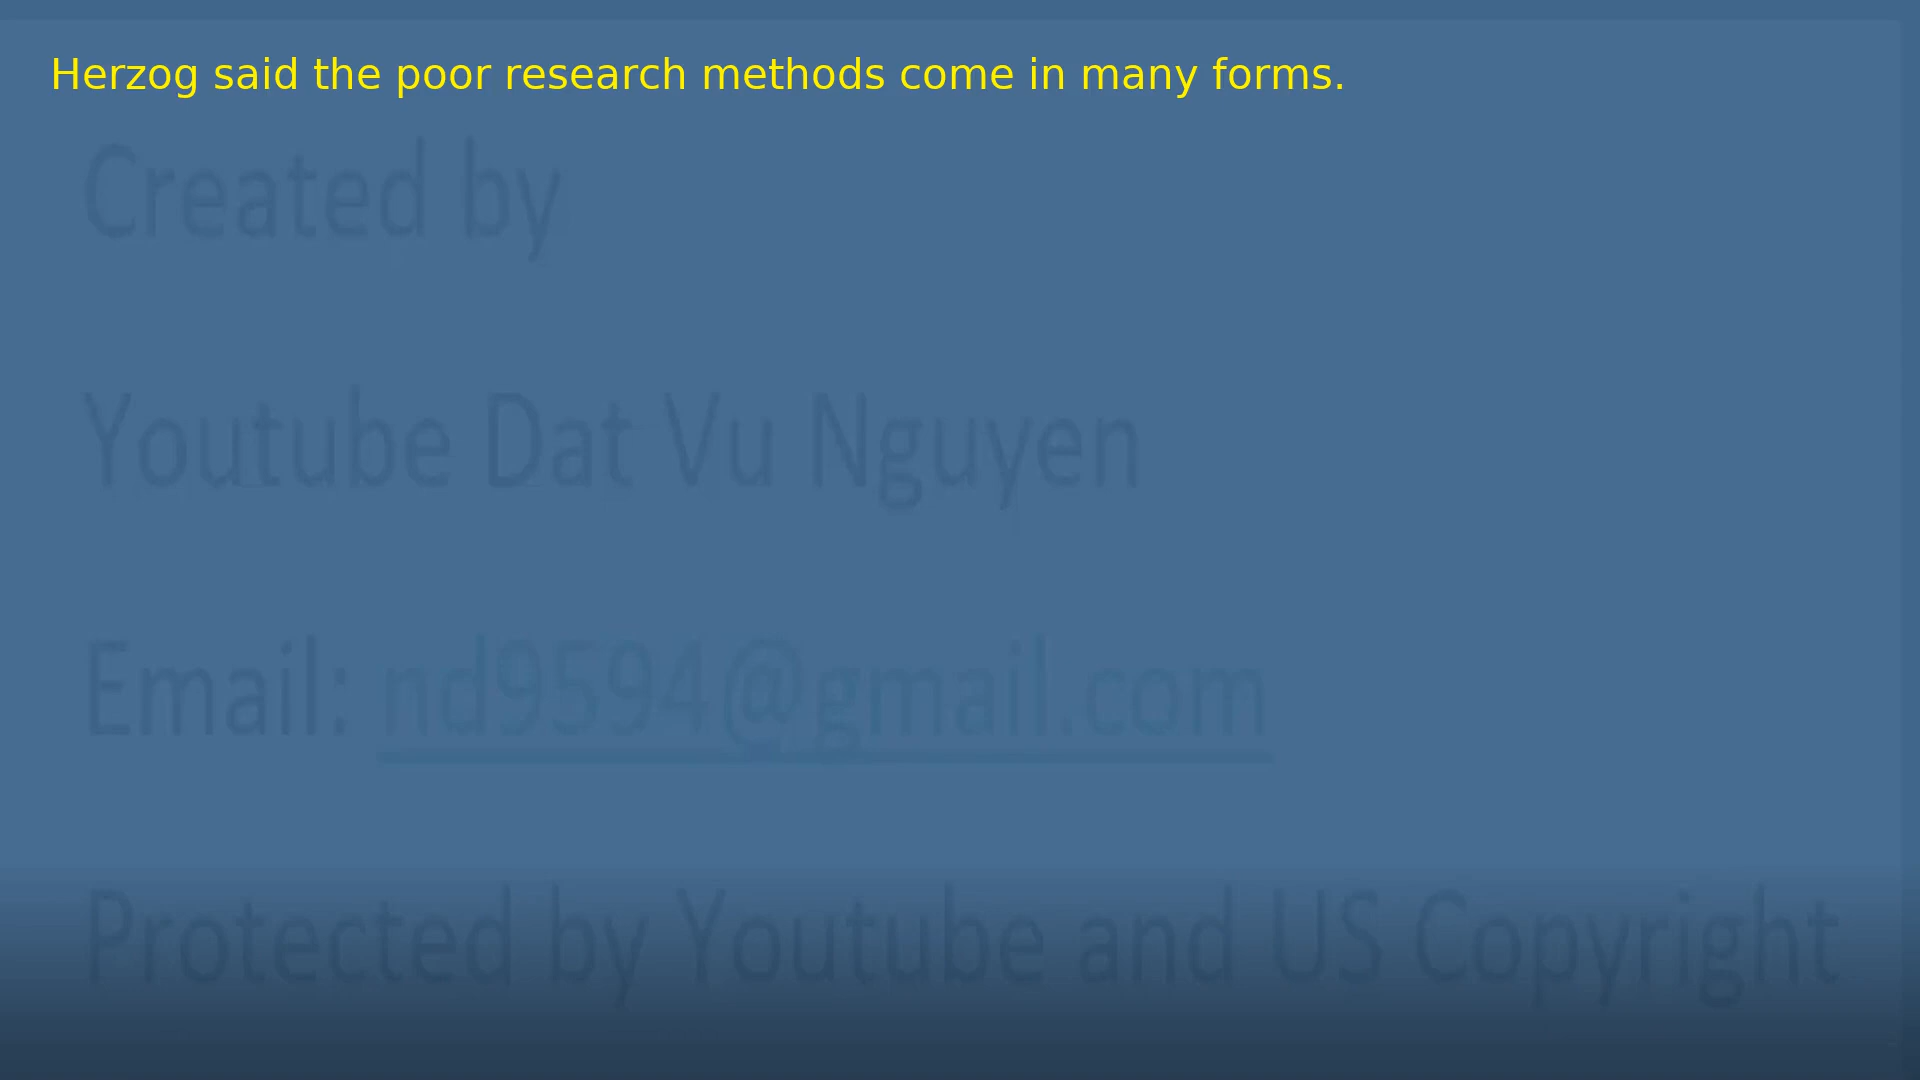 Herzog said the poor research methods come in many forms.
Created by
Youtube Dat Vu Nguyen
Email: nd9594@gmail.com
Protected by Youtube and US Copyright